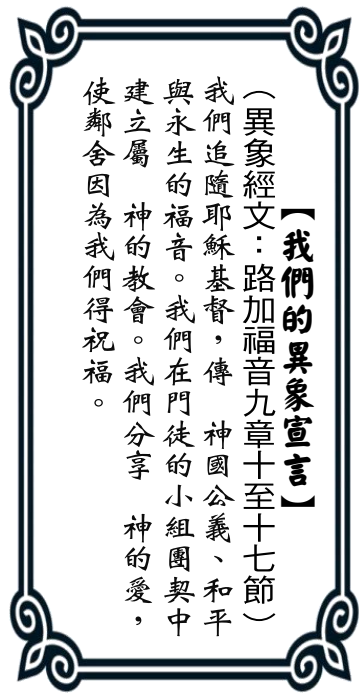 【我們的異象宣言】
（異象經文：路加福音九章十至十七節）
我們追隨耶穌基督，傳　神國公義、和平
與永生的福音。我們在門徒的小組團契中
建立屬　神的教會。我們分享　神的愛，
使鄰舍因為我們得祝福。